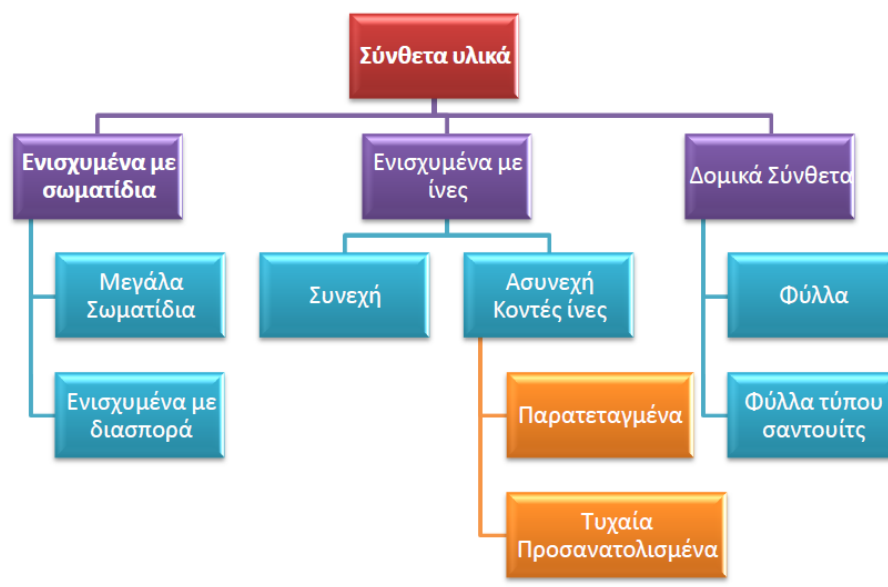 Σύνθετα υλικά
Ενισχυμένα με
σωματίδια
Ενισχυμένα με
ίνες
Δομικά Σύνθετα
Μεγάλα
Σωματίδια
Συνεχή
Ασυνεχή
Κοντές ίνες
Φύλλα
Ενισχυμένα με
διασπορά
Παρατεταγμένα
Φύλλα τύπου
σαντουίτς
Τυχαία
Προσανατολισμένα